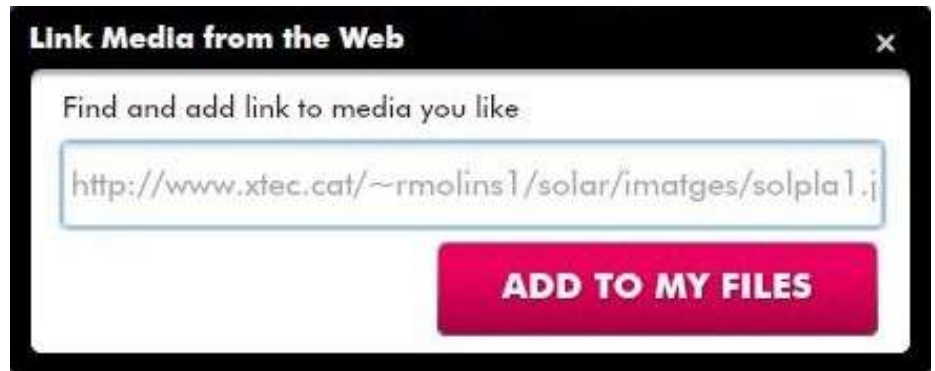 Link Media from the Web
×
Find and add link to media you like
http://www.xtec.cat/~rmolins1/solar/imatges/solpla1.j
ADD TO MY FILES